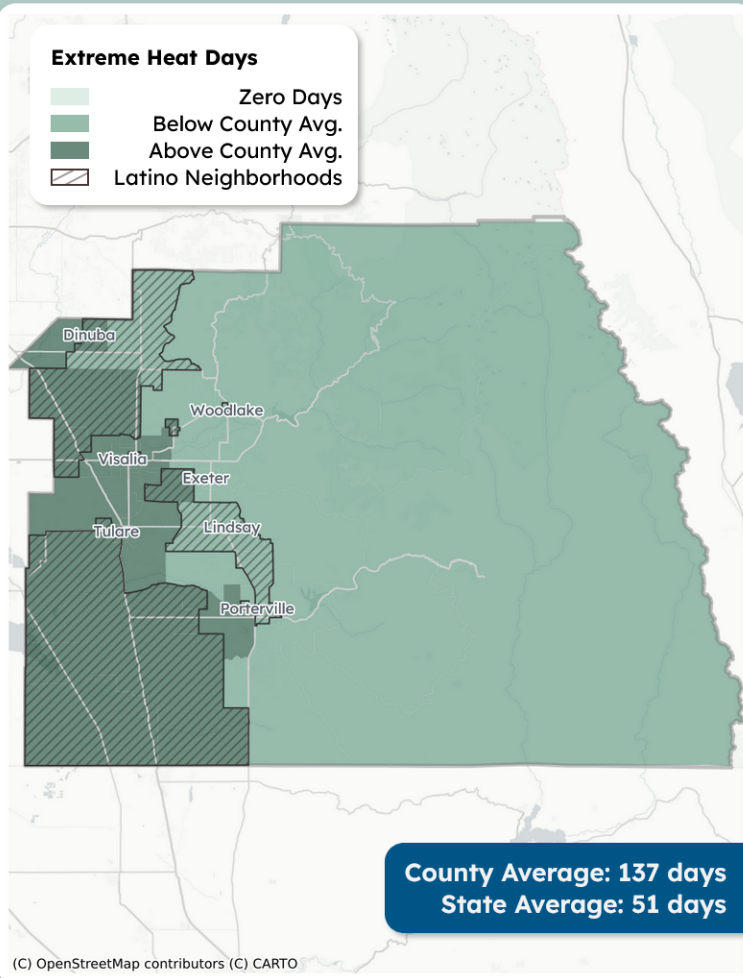 Extreme Heat Days
Zero Days
Below County Avg.
Above County Avg.
Latino Neighborhoods
Dinuba
Woodlake
Visalia
Exeter
Tulare
Lindsay
Porterville
County Average: 137 days
State Average: 51 days
(C) OpenStreetMap contributors (C) CARTO